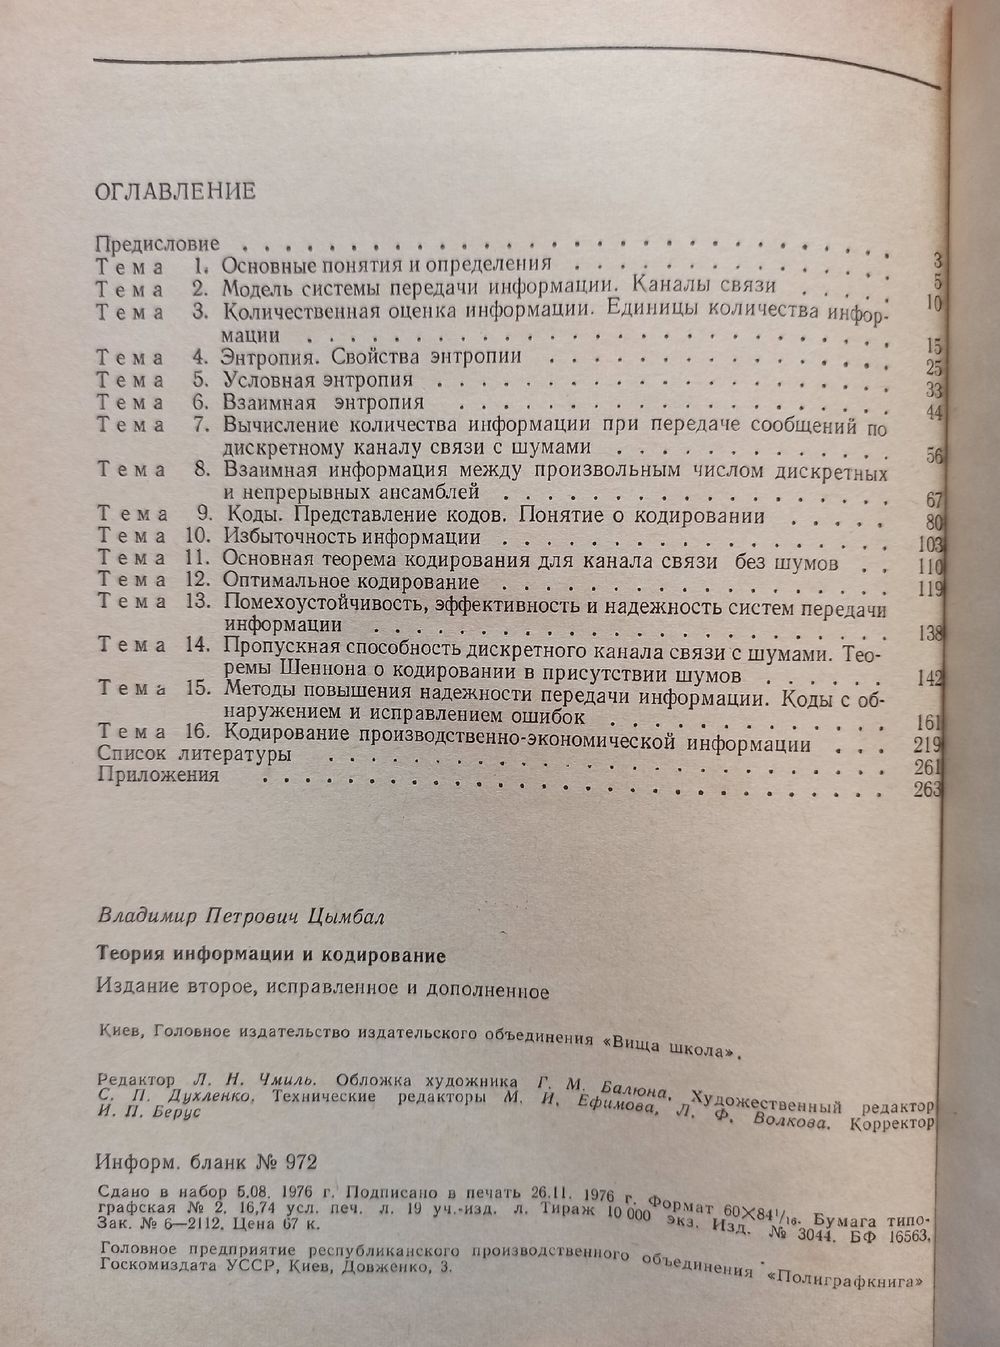 ОГЛАВЛЕНИЕ
Предисловие . . . . . . . . . . . . . . . . . . . . . . . . . . . . . . 3
Тема 1. Основные понятия и определения . . . . . . . . . . . . . . . 5
Тема 2. Модель системы передачи информации. Каналы связи . . . . . 10
Тема 3. Количественная оценка информации. Единицы количества инфор-
мации . . . . . . . . . . . . . . . . . . . . . . . . . . . 15
Тема 4. Энтропия. Свойства энтропии . . . . . . . . . . . . . . . . 25
Тема 5. Условная энтропия . . . . . . . . . . . . . . . . . . . . . 33
Тема 6. Взаимная энтропия . . . . . . . . . . . . . . . . . . . . 44
Тема 7. Вычисление количества информации при передаче сообщений по
дискретному каналу связи с шумами . . . . . . . . . . . . . 56
Тема 8. Взаимная информация между произвольным числом дискретных
и непрерывных ансамблей . . . . . . . . . . . . . . . . . . 67
Тема 9. Коды. Представление кодов. Понятие о кодировании . . . . . 80
Тема 10. Избыточность информации . . . . . . . . . . . . . . . . . . 103
Тема 11. Основная теорема кодирования для канала связи без шумов . . 110
Тема 12. Оптимальное кодирование . . . . . . . . . . . . . . . . . . 119
Тема 13. Помехоустойчивость, эффективность и надежность систем передачи
информации . . . . . . . . . . . . . . . . . . . . . . . . 138
Тема 14. Пропускная способность дискретного канала связи с шумами. Тео-
ремы Шеннона о кодировании в присутствии шумов . . . . . . 142
Тема 15. Методы повышения надежности передачи информации. Коды с об-
наружением и исправлением ошибок . . . . . . . . . . . . . 161
Тема 16. Кодирование производственно-экономической информации . . . 219
Список литературы . . . . . . . . . . . . . . . . . . . . . . . . . . 261
Приложения . . . . . . . . . . . . . . . . . . . . . . . . . . . . . 263
Владимир Петрович Цымбал
Теория информации и кодирование
Издание второе, исправленное и дополненное
Киев, Головное издательство издательского объединения «Вища школа».
Редактор Л. Н. Чмиль. Обложка художника Г. М. Балюна. Художественный редактор
С. П. Духленко. Технические редакторы М. И. Ефимова, Л. Ф. Волкова. Корректор
И. П. Берус
Информ. бланк № 972
Сдано в набор 5.08. 1976 г. Подписано в печать 26.11. 1976 г. Формат 60×84¹/₁₆. Бумага типо-
графская № 2. 16,74 усл. печ. л. 19 уч.-изд. л. Тираж 10 000 экз. Изд. № 3044. БФ 16563.
Зак. № 6—2112. Цена 67 к.
Головное предприятие республиканского производственного объединения «Полиграфкнига»
Госкомиздата УССР, Киев, Довженко, 3.